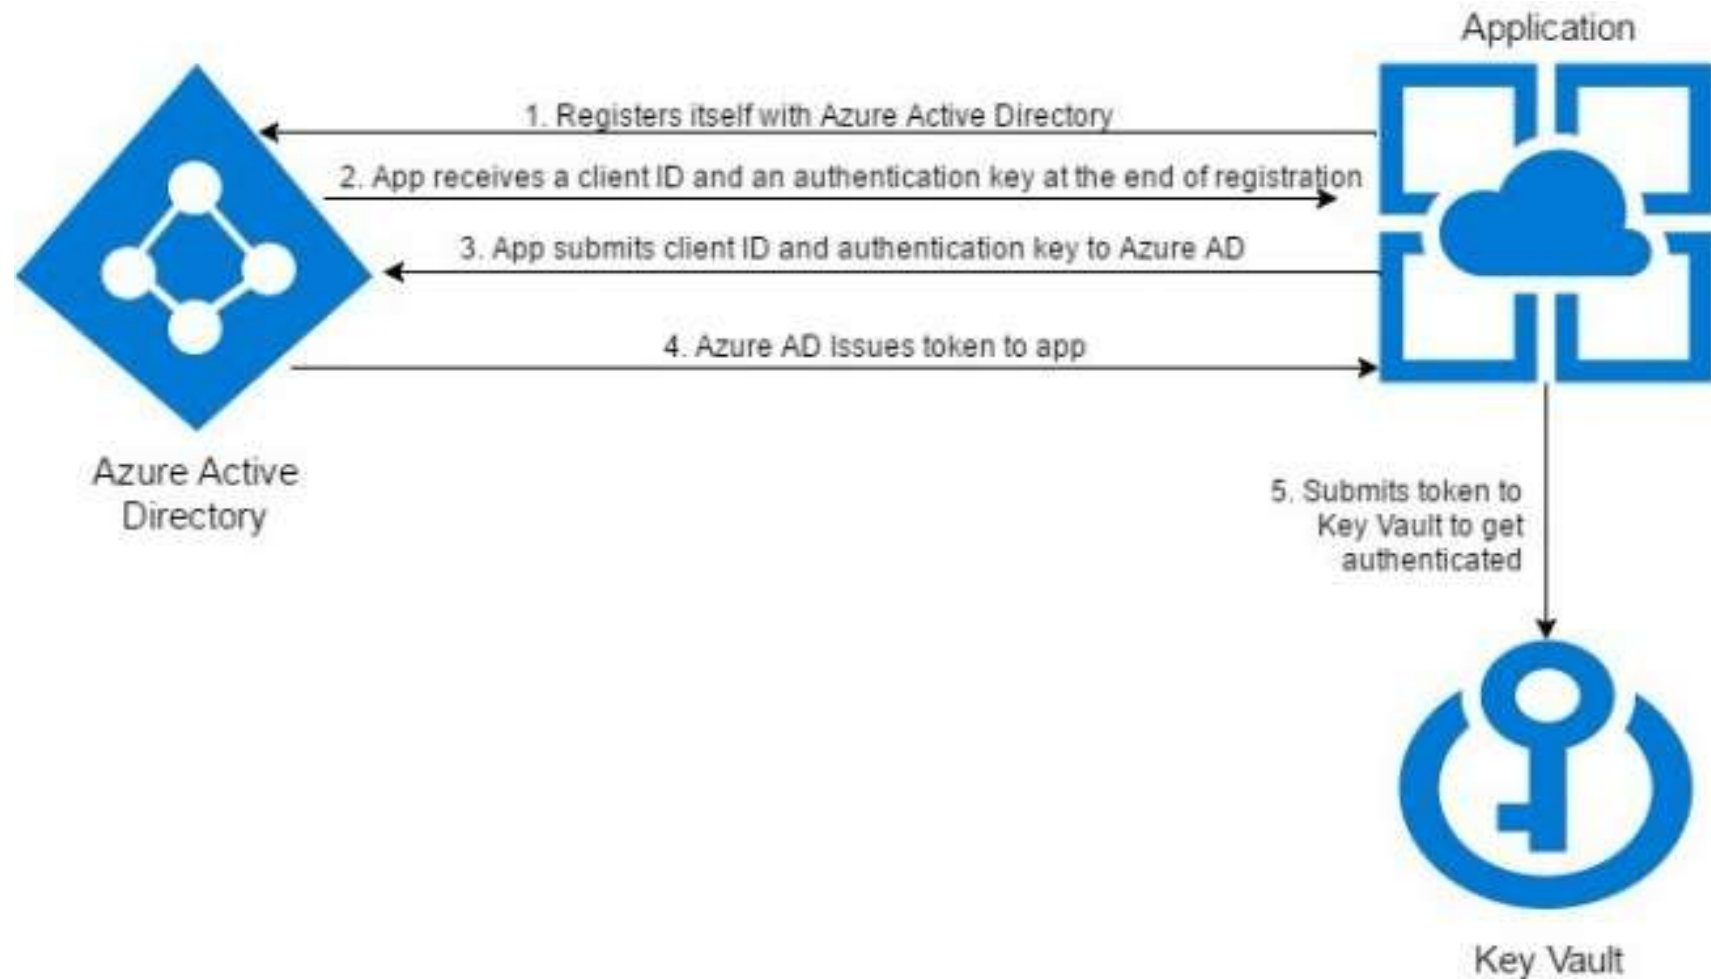 Application
1. Registers itself with Azure Active Directory
2. App receives a client ID and an authentication key at the end of registration
3. App submits client ID and authentication key to Azure AD
4. Azure AD Issues token to app
Azure Active
Directory
5. Submits token to
Key Vault to get
authenticated
Key Vault